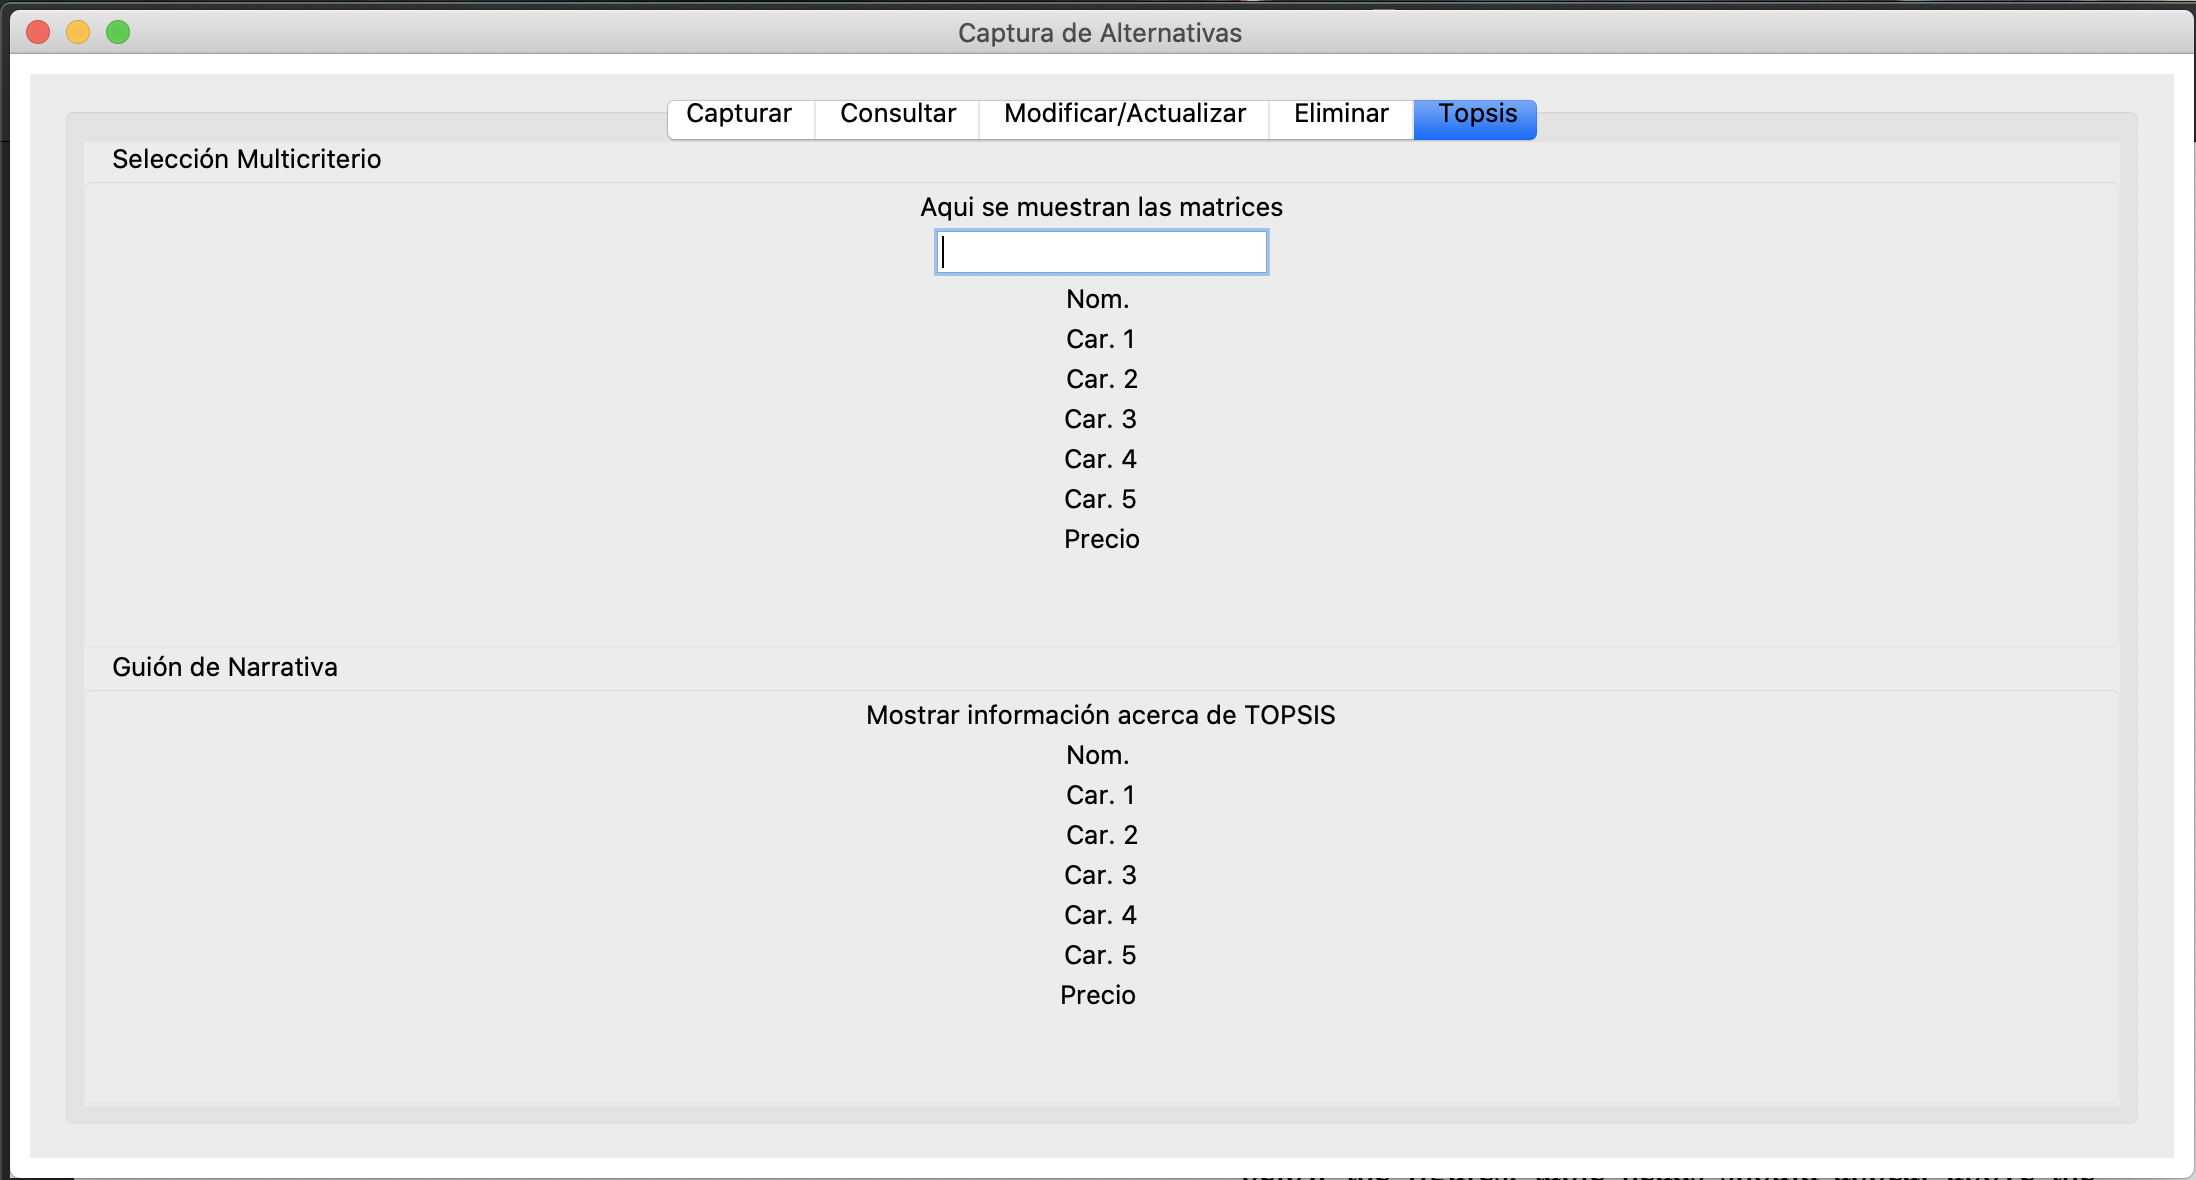 Captura de Alternativas
Capturar Consultar Modificar/Actualizar Eliminar Topsis
Selección Multicriterio
Aqui se muestran las matrices
Nom.
Car. 1
Car. 2
Car. 3
Car. 4
Car. 5
Precio
Guión de Narrativa
Mostrar información acerca de TOPSIS
Nom.
Car. 1
Car. 2
Car. 3
Car. 4
Car. 5
Precio